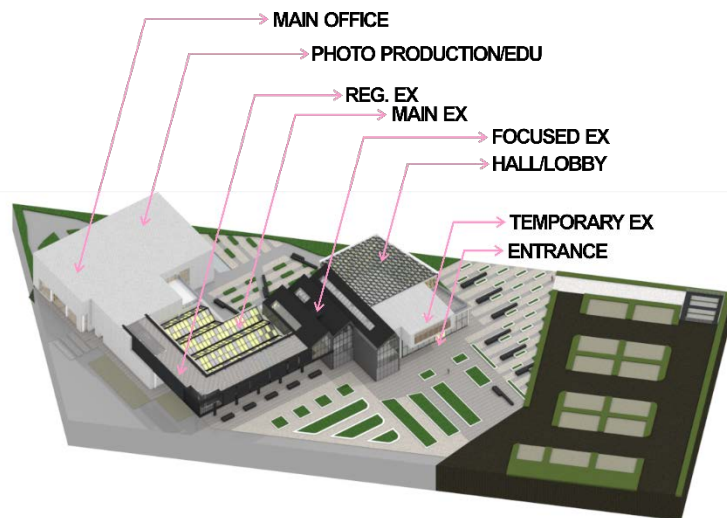 MAIN OFFICE
PHOTO PRODUCTION/EDU
REG. EX
MAIN EX
FOCUSED EX
HALL/LOBBY
TEMPORARY EX
ENTRANCE